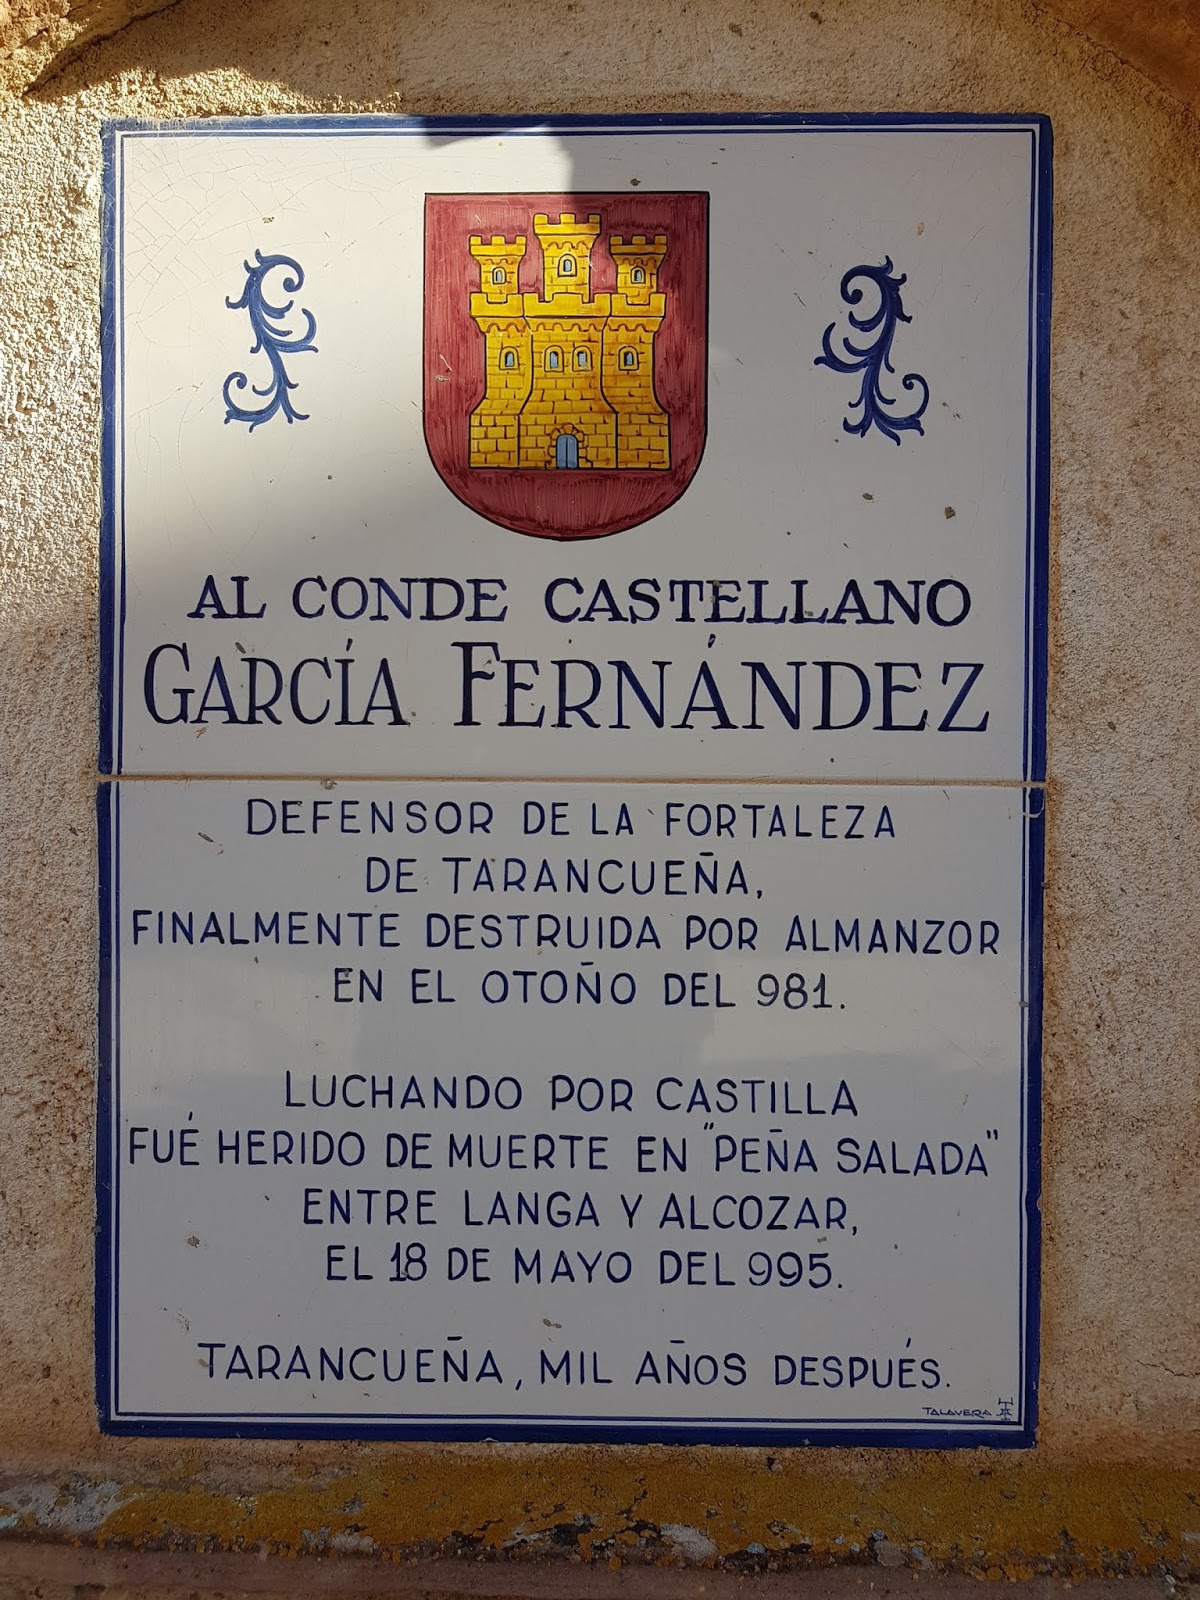 AL CONDE CASTELLANO
GARCÍA FERNÁNDEZ
DEFENSOR DE LA FORTALEZA
DE TARANCUEÑA,
FINALMENTE DESTRUIDA POR ALMANZOR
EN EL OTOÑO DEL 981.
LUCHANDO POR CASTILLA
FUÉ HERIDO DE MUERTE EN "PEÑA SALADA"
ENTRE LANGA Y ALCOZAR,
EL 18 DE MAYO DEL 995.
TARANCUEÑA, MIL AÑOS DESPUÉS.
TALAVERA